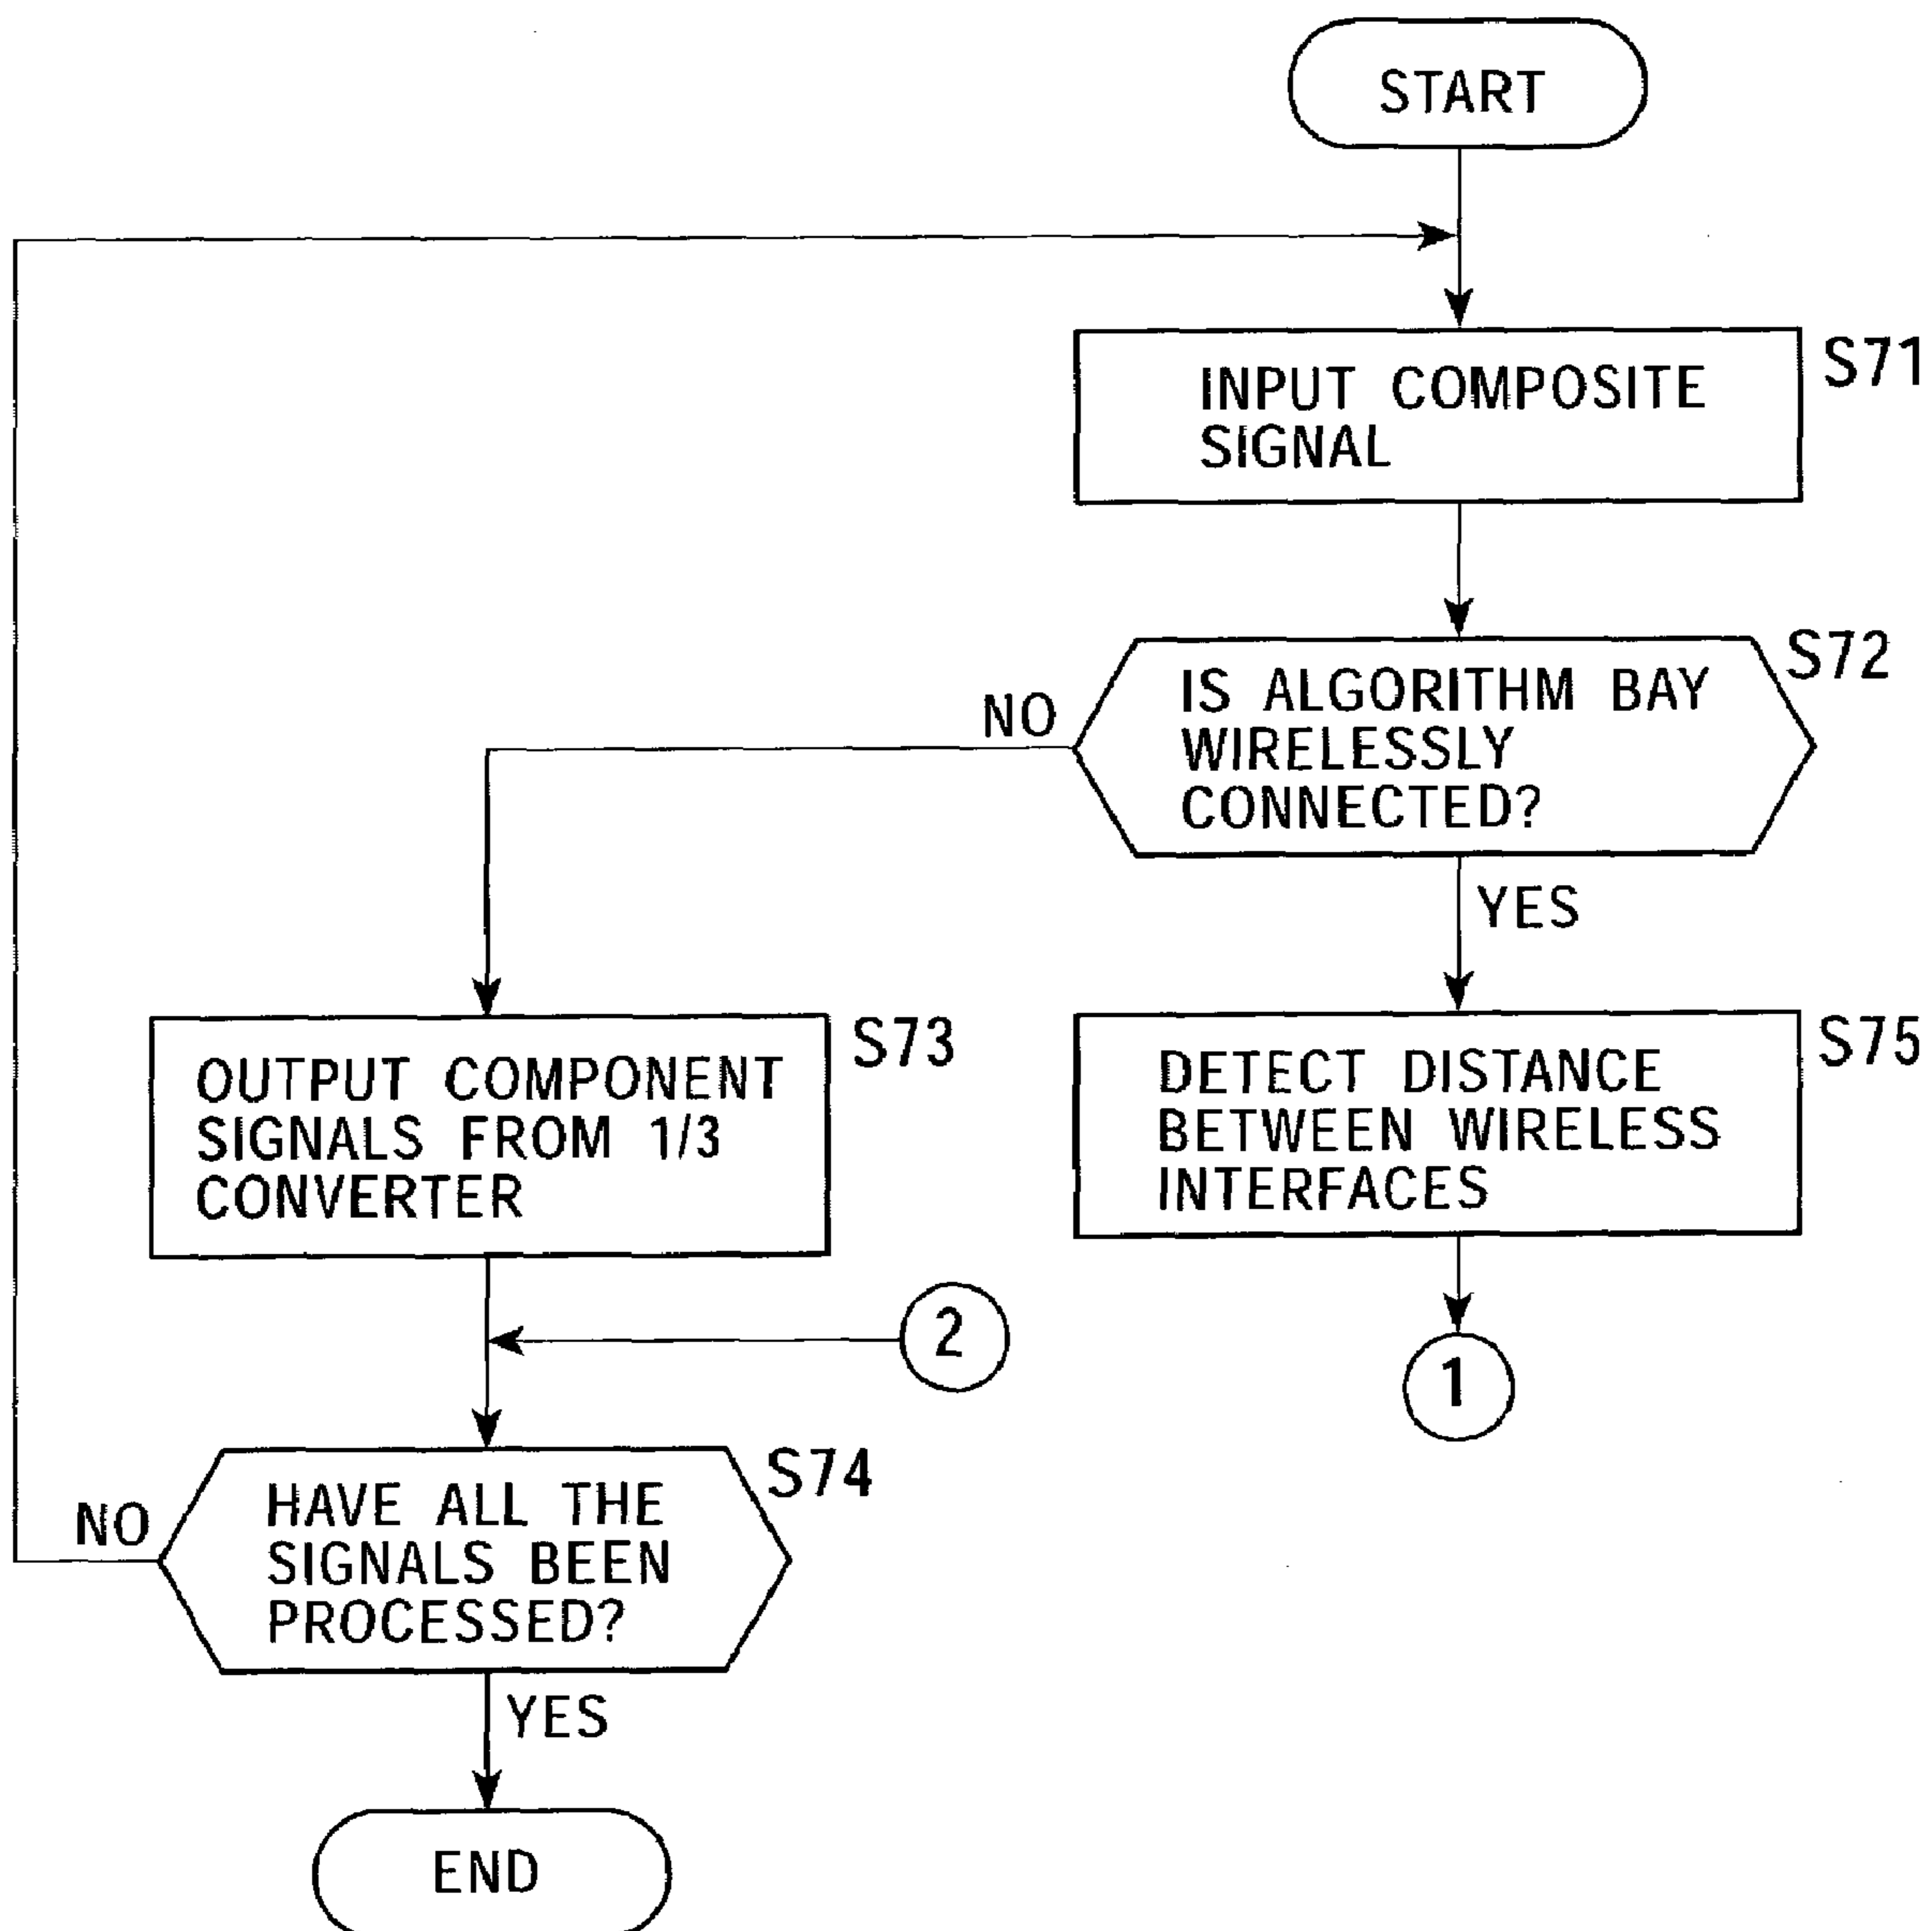 START
INPUT COMPOSITE
SIGNAL
S71
IS ALGORITHM BAY
WIRELESSLY
CONNECTED?
S72
NO
YES
OUTPUT COMPONENT
SIGNALS FROM 1/3
CONVERTER
S73
DETECT DISTANCE
BETWEEN WIRELESS
INTERFACES
S75
2
1
HAVE ALL THE
SIGNALS BEEN
PROCESSED?
S74
NO
YES
END